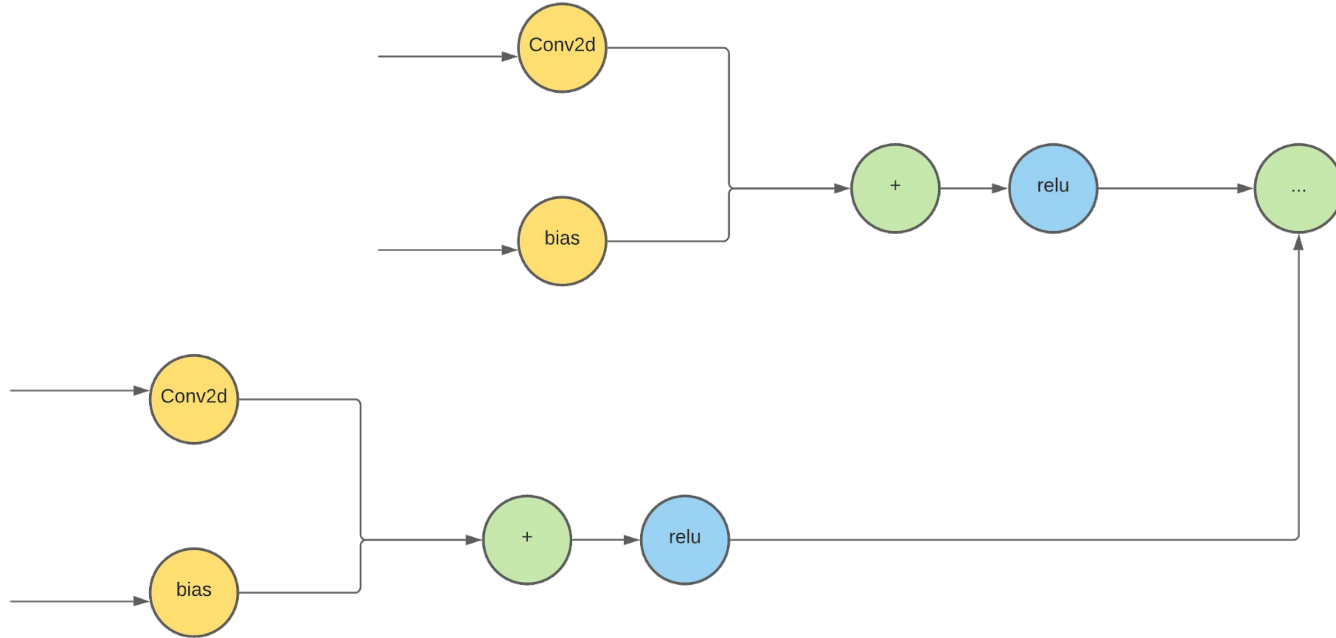 Conv2d
+
relu
...
bias
Conv2d
+
relu
bias